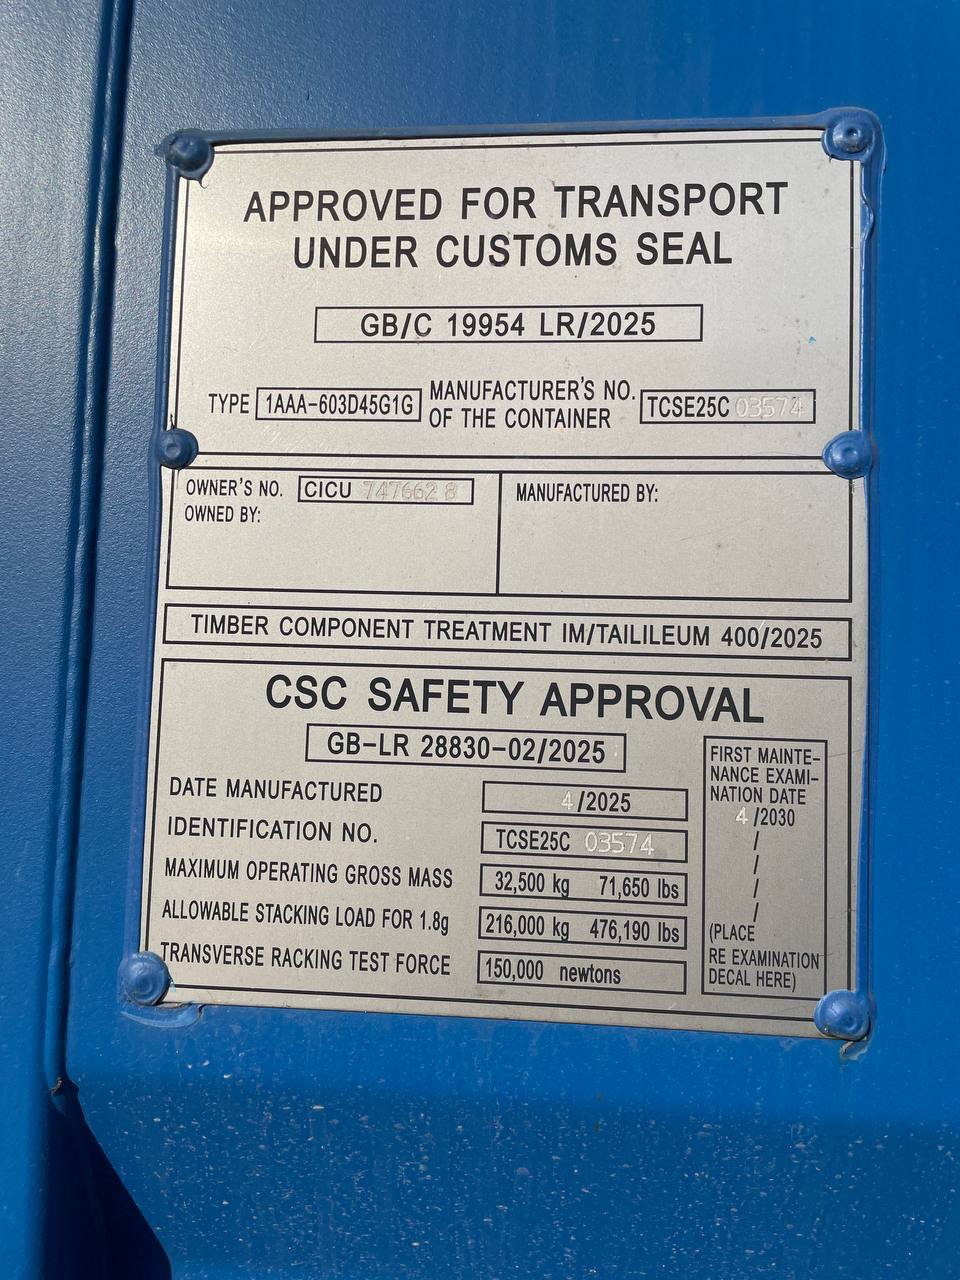 APPROVED FOR TRANSPORT
UNDER CUSTOMS SEAL
GB/C 19954 LR/2025
TYPE 1AAA-603D45G1G MANUFACTURER'S NO. OF THE CONTAINER TCSE25C 03574
OWNER'S NO. CICU 747662 8
OWNED BY:
MANUFACTURED BY:
TIMBER COMPONENT TREATMENT IM/TAILILEUM 400/2025
CSC SAFETY APPROVAL
GB-LR 28830-02/2025
DATE MANUFACTURED 4/2025
IDENTIFICATION NO. TCSE25C 03574
MAXIMUM OPERATING GROSS MASS 32,500 kg 71,650 lbs
ALLOWABLE STACKING LOAD FOR 1.8g 216,000 kg 476,190 lbs
TRANSVERSE RACKING TEST FORCE 150,000 newtons
FIRST MAINTE-
NANCE EXAMI-
NATION DATE
4/2030
/
/
/
/
(PLACE
RE EXAMINATION
DECAL HERE)